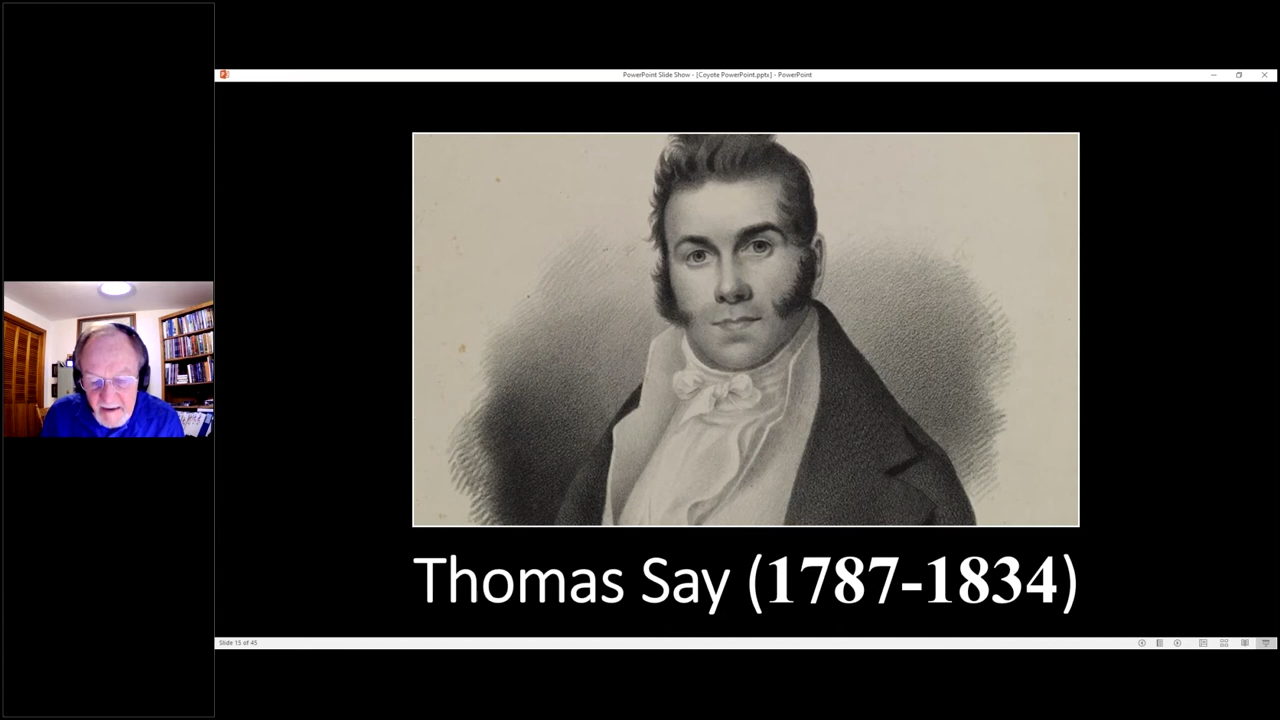 PowerPoint Slide Show - [Coyote PowerPoint.pptx] - PowerPoint
Thomas Say (1787-1834)
Slide 15 of 45